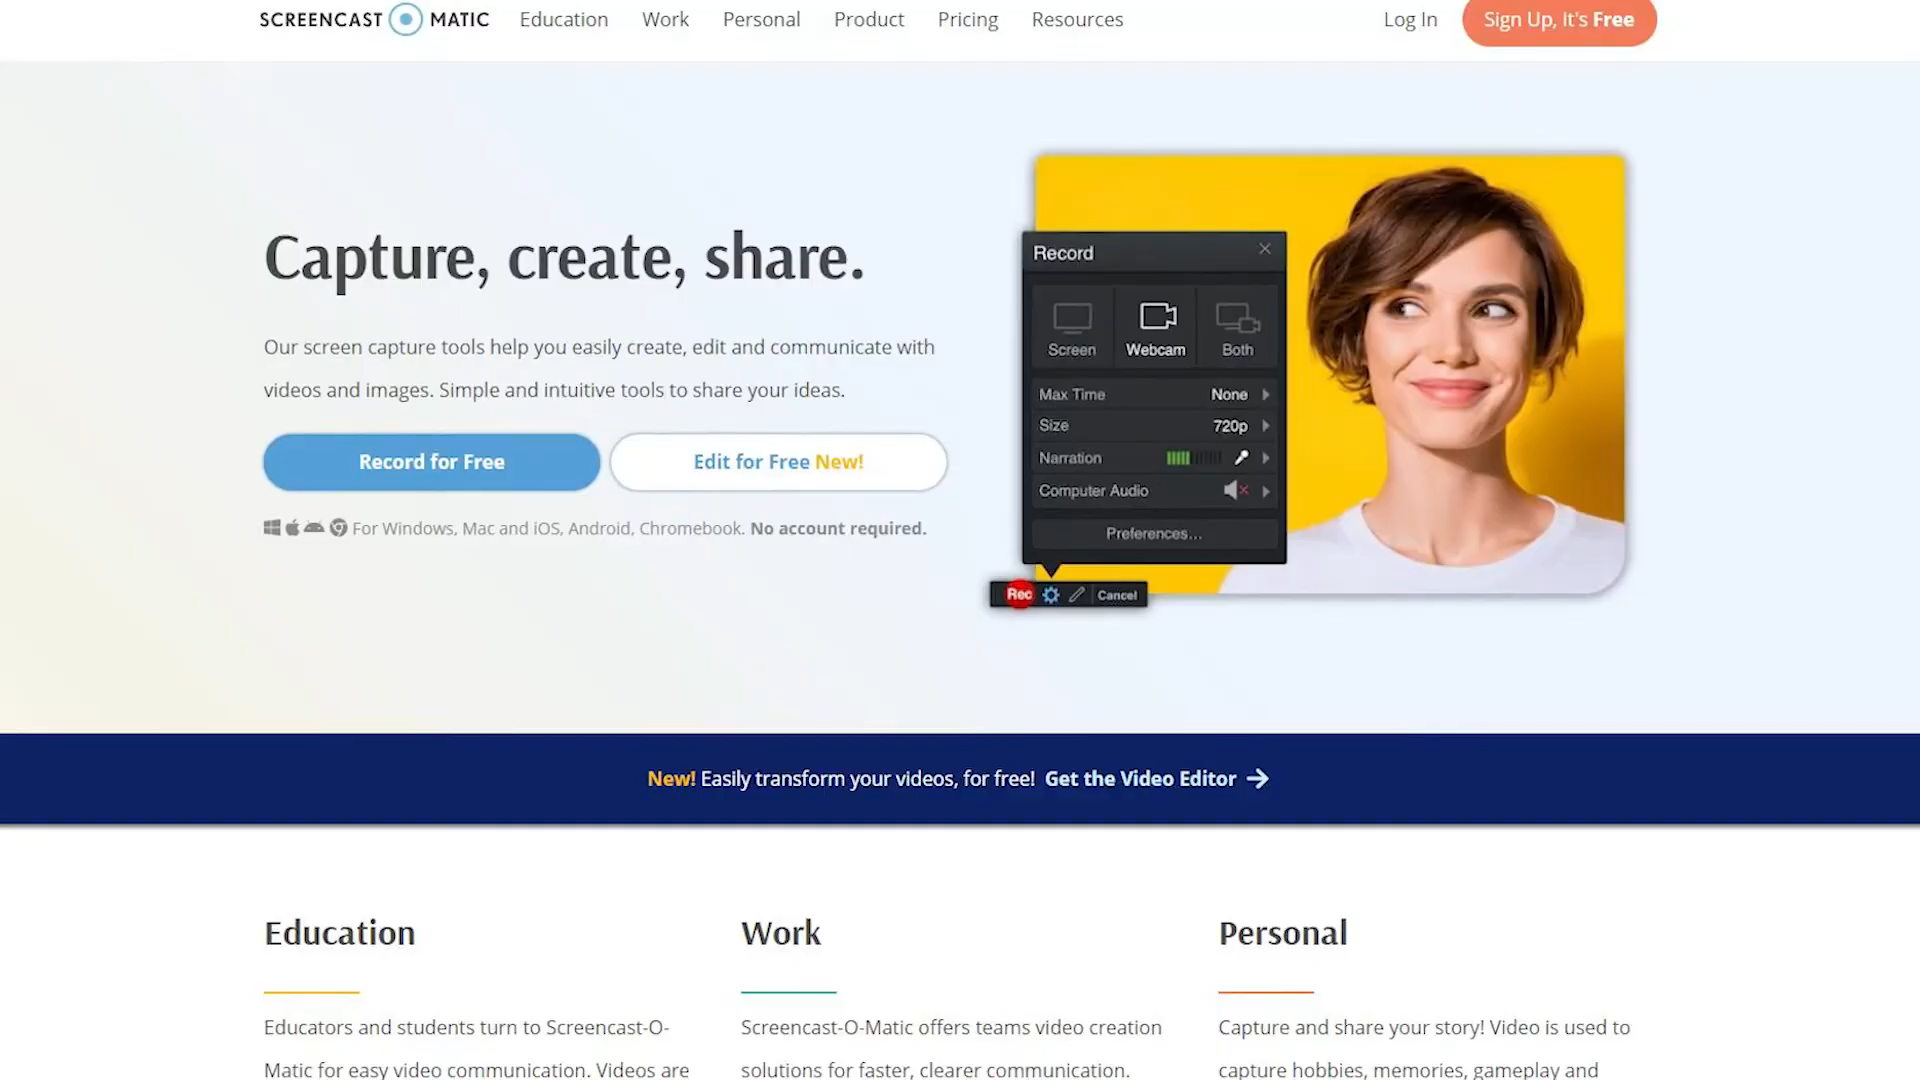 SCREENCAST MATIC Education Work Personal Product Pricing Resources Log In Sign Up, It's Free
Capture, create, share.
Our screen capture tools help you easily create, edit and communicate with
videos and images. Simple and intuitive tools to share your ideas.
Record for Free Edit for Free New!
For Windows, Mac and iOS, Android, Chromebook. No account required.
Record
Screen Webcam Both
Max Time None
Size 720p
Narration
Computer Audio
Preferences...
Rec Cancel
New! Easily transform your videos, for free! Get the Video Editor
Education
Educators and students turn to Screencast-O-
Matic for easy video communication. Videos are
Work
Screencast-O-Matic offers teams video creation
solutions for faster, clearer communication.
Personal
Capture and share your story! Video is used to
capture hobbies, memories, gameplay and